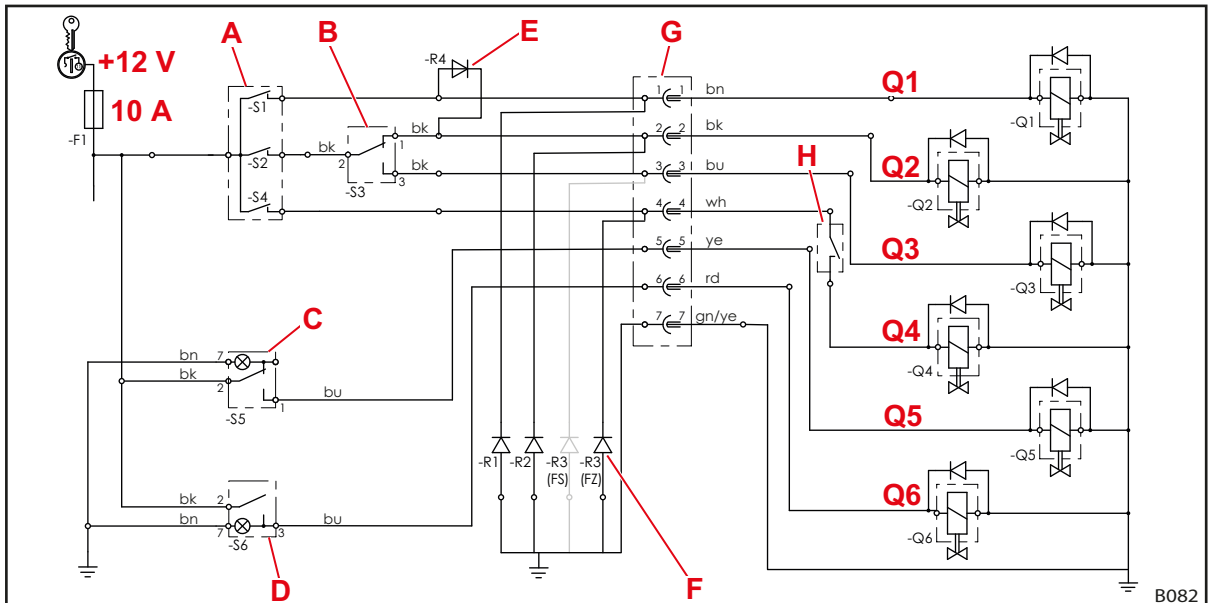 A
B
E
G
+12 V
-R4
Q1
10 A
-S1
1 1
bn
-Q1
-F1
bk
1
2 2
bk
Q2
-S2
bk
2
bk
3 3
bu
H
-S3
3
-Q2
-S4
4 4
wh
Q3
5 5
ye
6 6
rd
-Q3
C
7 7
gn/ye
Q4
bn
7
bk
2
bu
-Q4
-S5
1
Q5
-R1
-R2
-R3
(FS)
-R3
(FZ)
-Q5
bk
2
Q6
bn
7
bu
3
-S6
-Q6
D
F
B082